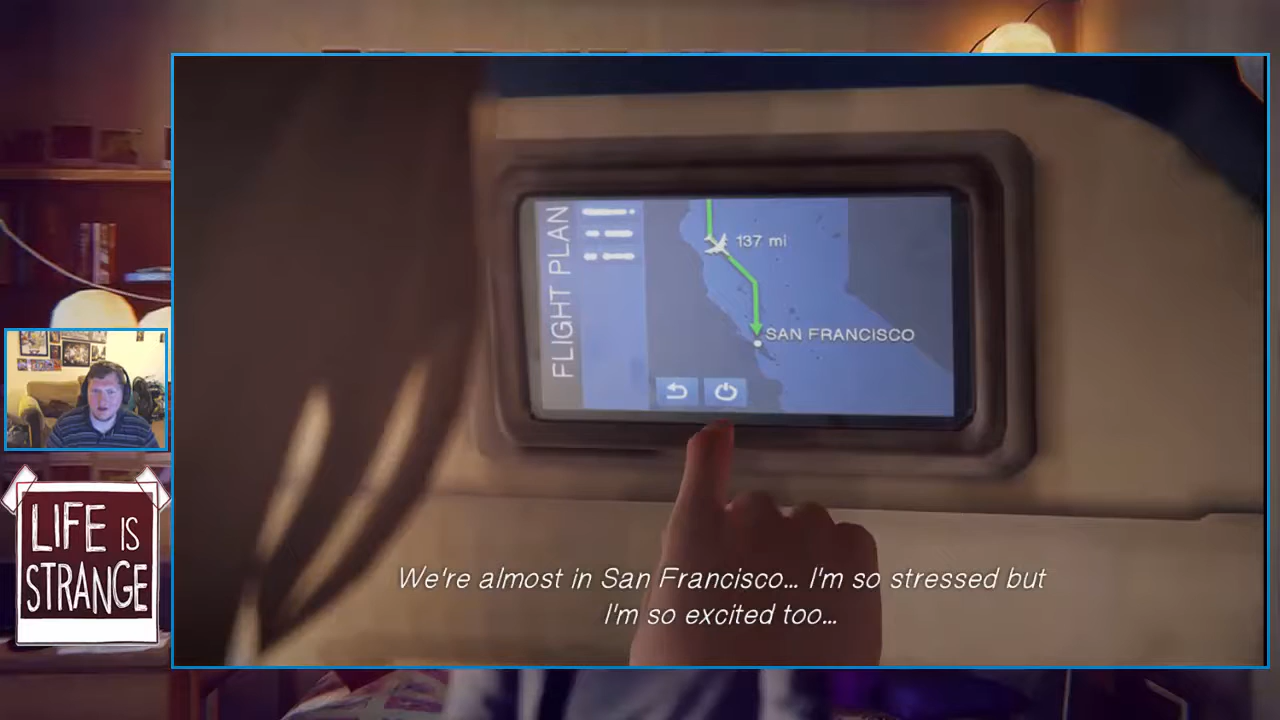 FLIGHT PLAN
137 mi
SAN FRANCISCO
We're almost in San Francisco... I'm so stressed but
I'm so excited too...
LIFE IS
STRANGE